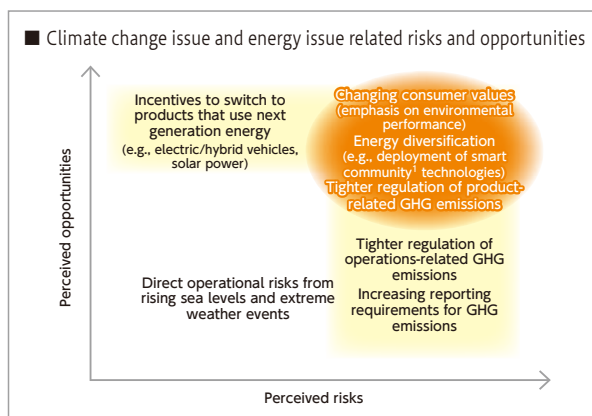 ■ Climate change issue and energy issue related risks and opportunities
Perceived opportunities
Incentives to switch to
products that use next
generation energy
(e.g., electric/hybrid vehicles,
solar power)
Changing consumer values
(emphasis on environmental
performance)
Energy diversification
(e.g., deployment of smart
community¹ technologies)
Tighter regulation of product-
related GHG emissions
Direct operational risks from
rising sea levels and extreme
weather events
Tighter regulation of
operations-related GHG
emissions
Increasing reporting
requirements for GHG
emissions
Perceived risks